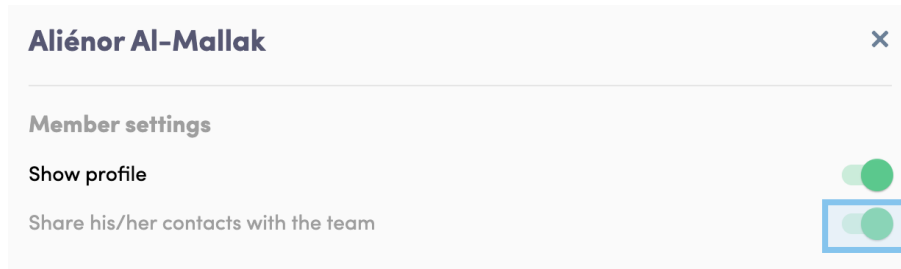 Aliénor Al-Mallak
Member settings
Show profile
Share his/her contacts with the team